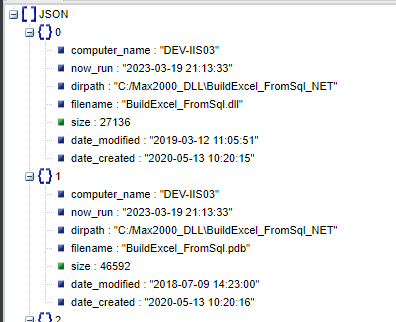 [ ] JSON
{ } 0
computer_name : "DEV-IIS03"
now_run : "2023-03-19 21:13:33"
dirpath : "C:/Max2000_DLL\BuildExcel_FromSql_NET"
filename : "BuildExcel_FromSql.dll"
size : 27136
date_modified : "2019-03-12 11:05:51"
date_created : "2020-05-13 10:20:15"
{ } 1
computer_name : "DEV-IIS03"
now_run : "2023-03-19 21:13:33"
dirpath : "C:/Max2000_DLL\BuildExcel_FromSql_NET"
filename : "BuildExcel_FromSql.pdb"
size : 46592
date_modified : "2018-07-09 14:23:00"
date_created : "2020-05-13 10:20:16"
{ } 2